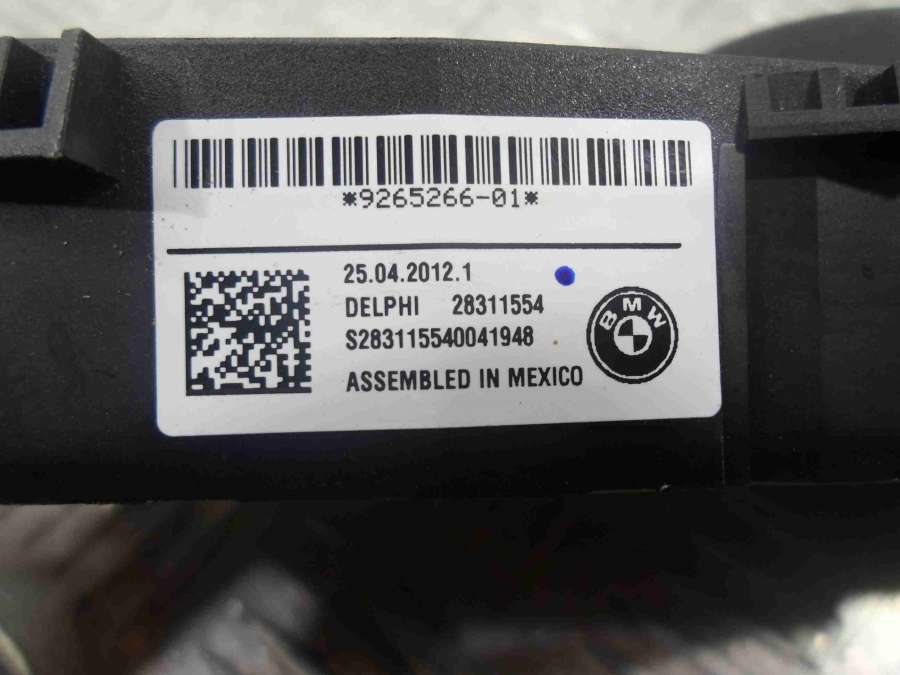 *9265266-01*
25.04.2012.1
DELPHI 28311554
S283115540041948
BMW
ASSEMBLED IN MEXICO